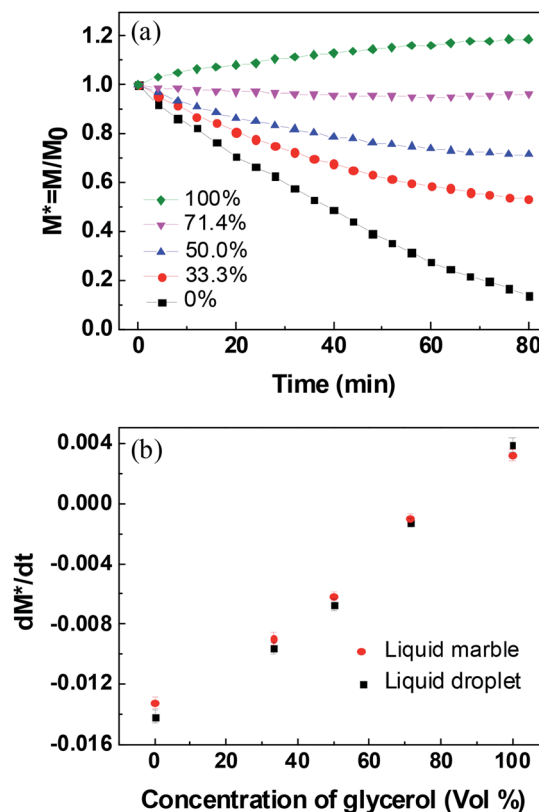 (a)
M*=M/M0
1.2
1.0
0.8
0.6
0.4
0.2
0.0
100%
71.4%
50.0%
33.3%
0%
0 20 40 60 80
Time (min)
(b)
dM*/dt
0.004
0.000
-0.004
-0.008
-0.012
-0.016
Liquid marble
Liquid droplet
0 20 40 60 80 100
Concentration of glycerol (Vol %)